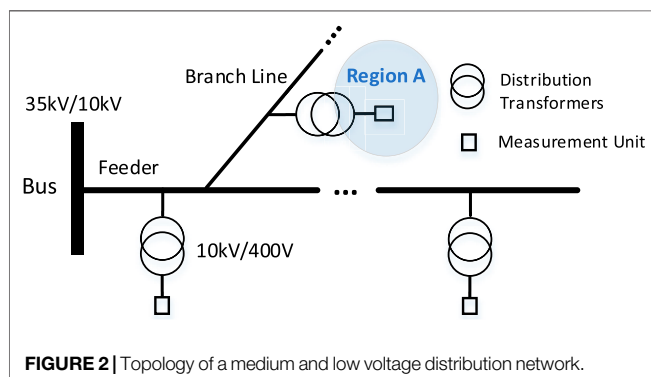 Branch Line
Region A
Distribution
Transformers
35kV/10kV
Measurement Unit
Feeder
Bus
10kV/400V
FIGURE 2 | Topology of a medium and low voltage distribution network.